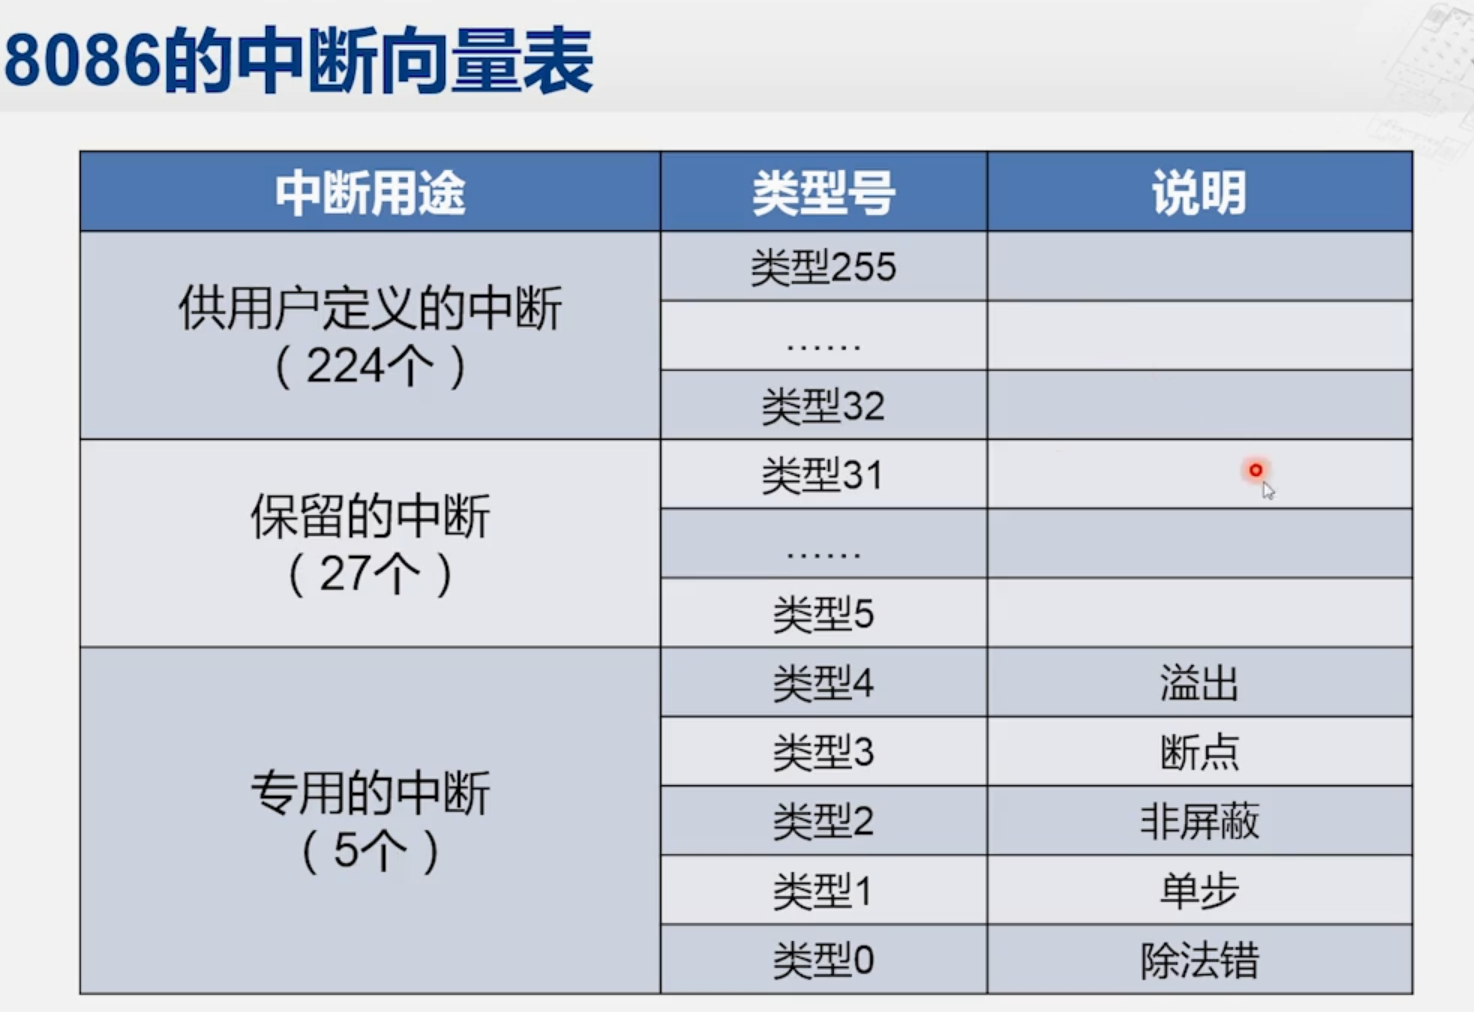 8086的中断向量表
中断用途 类型号 说明
供用户定义的中断
（224个）
类型255
……
类型32
保留的中断
（27个）
类型31
……
类型5
专用的中断
（5个）
类型4 溢出
类型3 断点
类型2 非屏蔽
类型1 单步
类型0 除法错